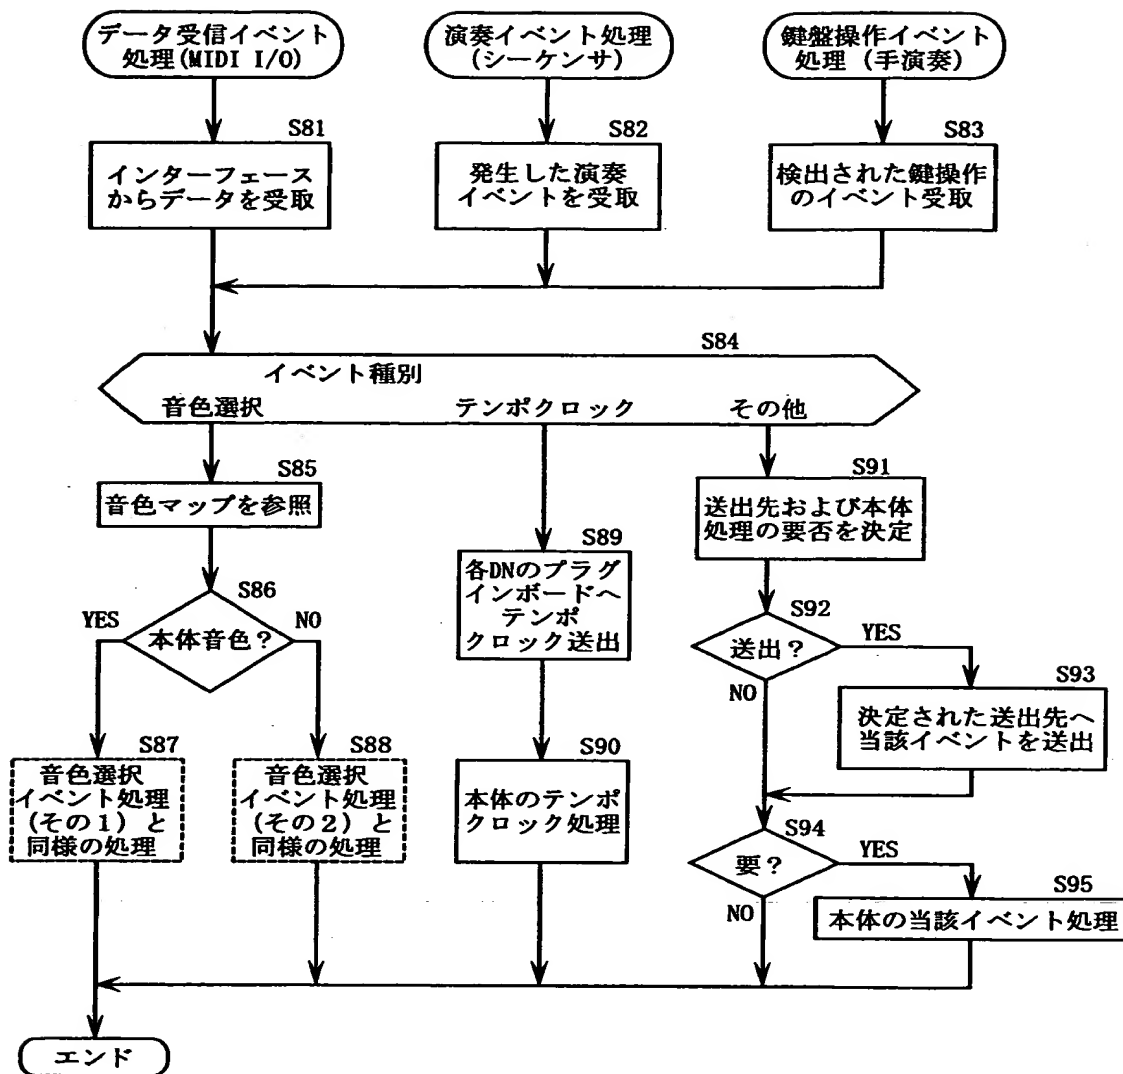 データ受信イベント
処理(MIDI I/O)
演奏イベント処理
(シーケンサ)
鍵盤操作イベント
処理(手演奏)
S81
インターフェース
からデータを受取
S82
発生した演奏
イベントを受取
S83
検出された鍵操作
のイベント受取
S84
イベント種別
音色選択
テンポクロック
その他
S85
音色マップを参照
S86
本体音色?
YES
NO
S87
音色選択
イベント処理
(その1)と
同様の処理
S88
音色選択
イベント処理
(その2)と
同様の処理
S89
各DNのプラグ
インボードへ
テンポ
クロック送出
S90
本体のテンポ
クロック処理
S91
送出先および本体
処理の要否を決定
S92
送出?
YES
NO
S93
決定された送出先へ
当該イベントを送出
S94
要?
YES
NO
S95
本体の当該イベント処理
エンド